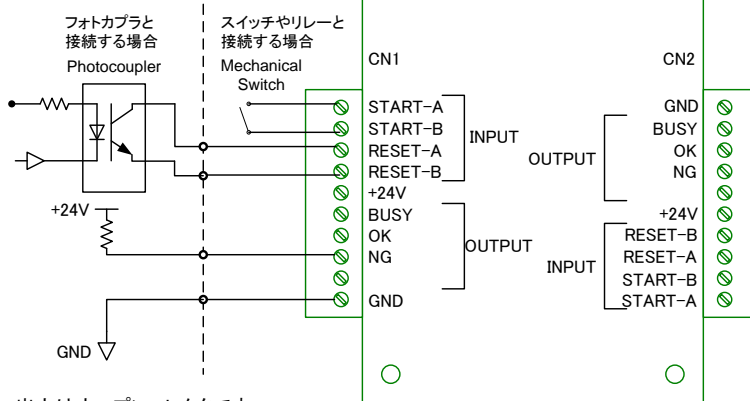 フォトカプラと
接続する場合
Photocoupler
スイッチやリレーと
接続する場合
Mechanical
Switch
+24V
GND
CN1
START-A
START-B
RESET-A
RESET-B
+24V
BUSY
OK
NG
GND
INPUT
OUTPUT
CN2
GND
BUSY
OK
NG
+24V
RESET-B
RESET-A
START-B
START-A
OUTPUT
INPUT